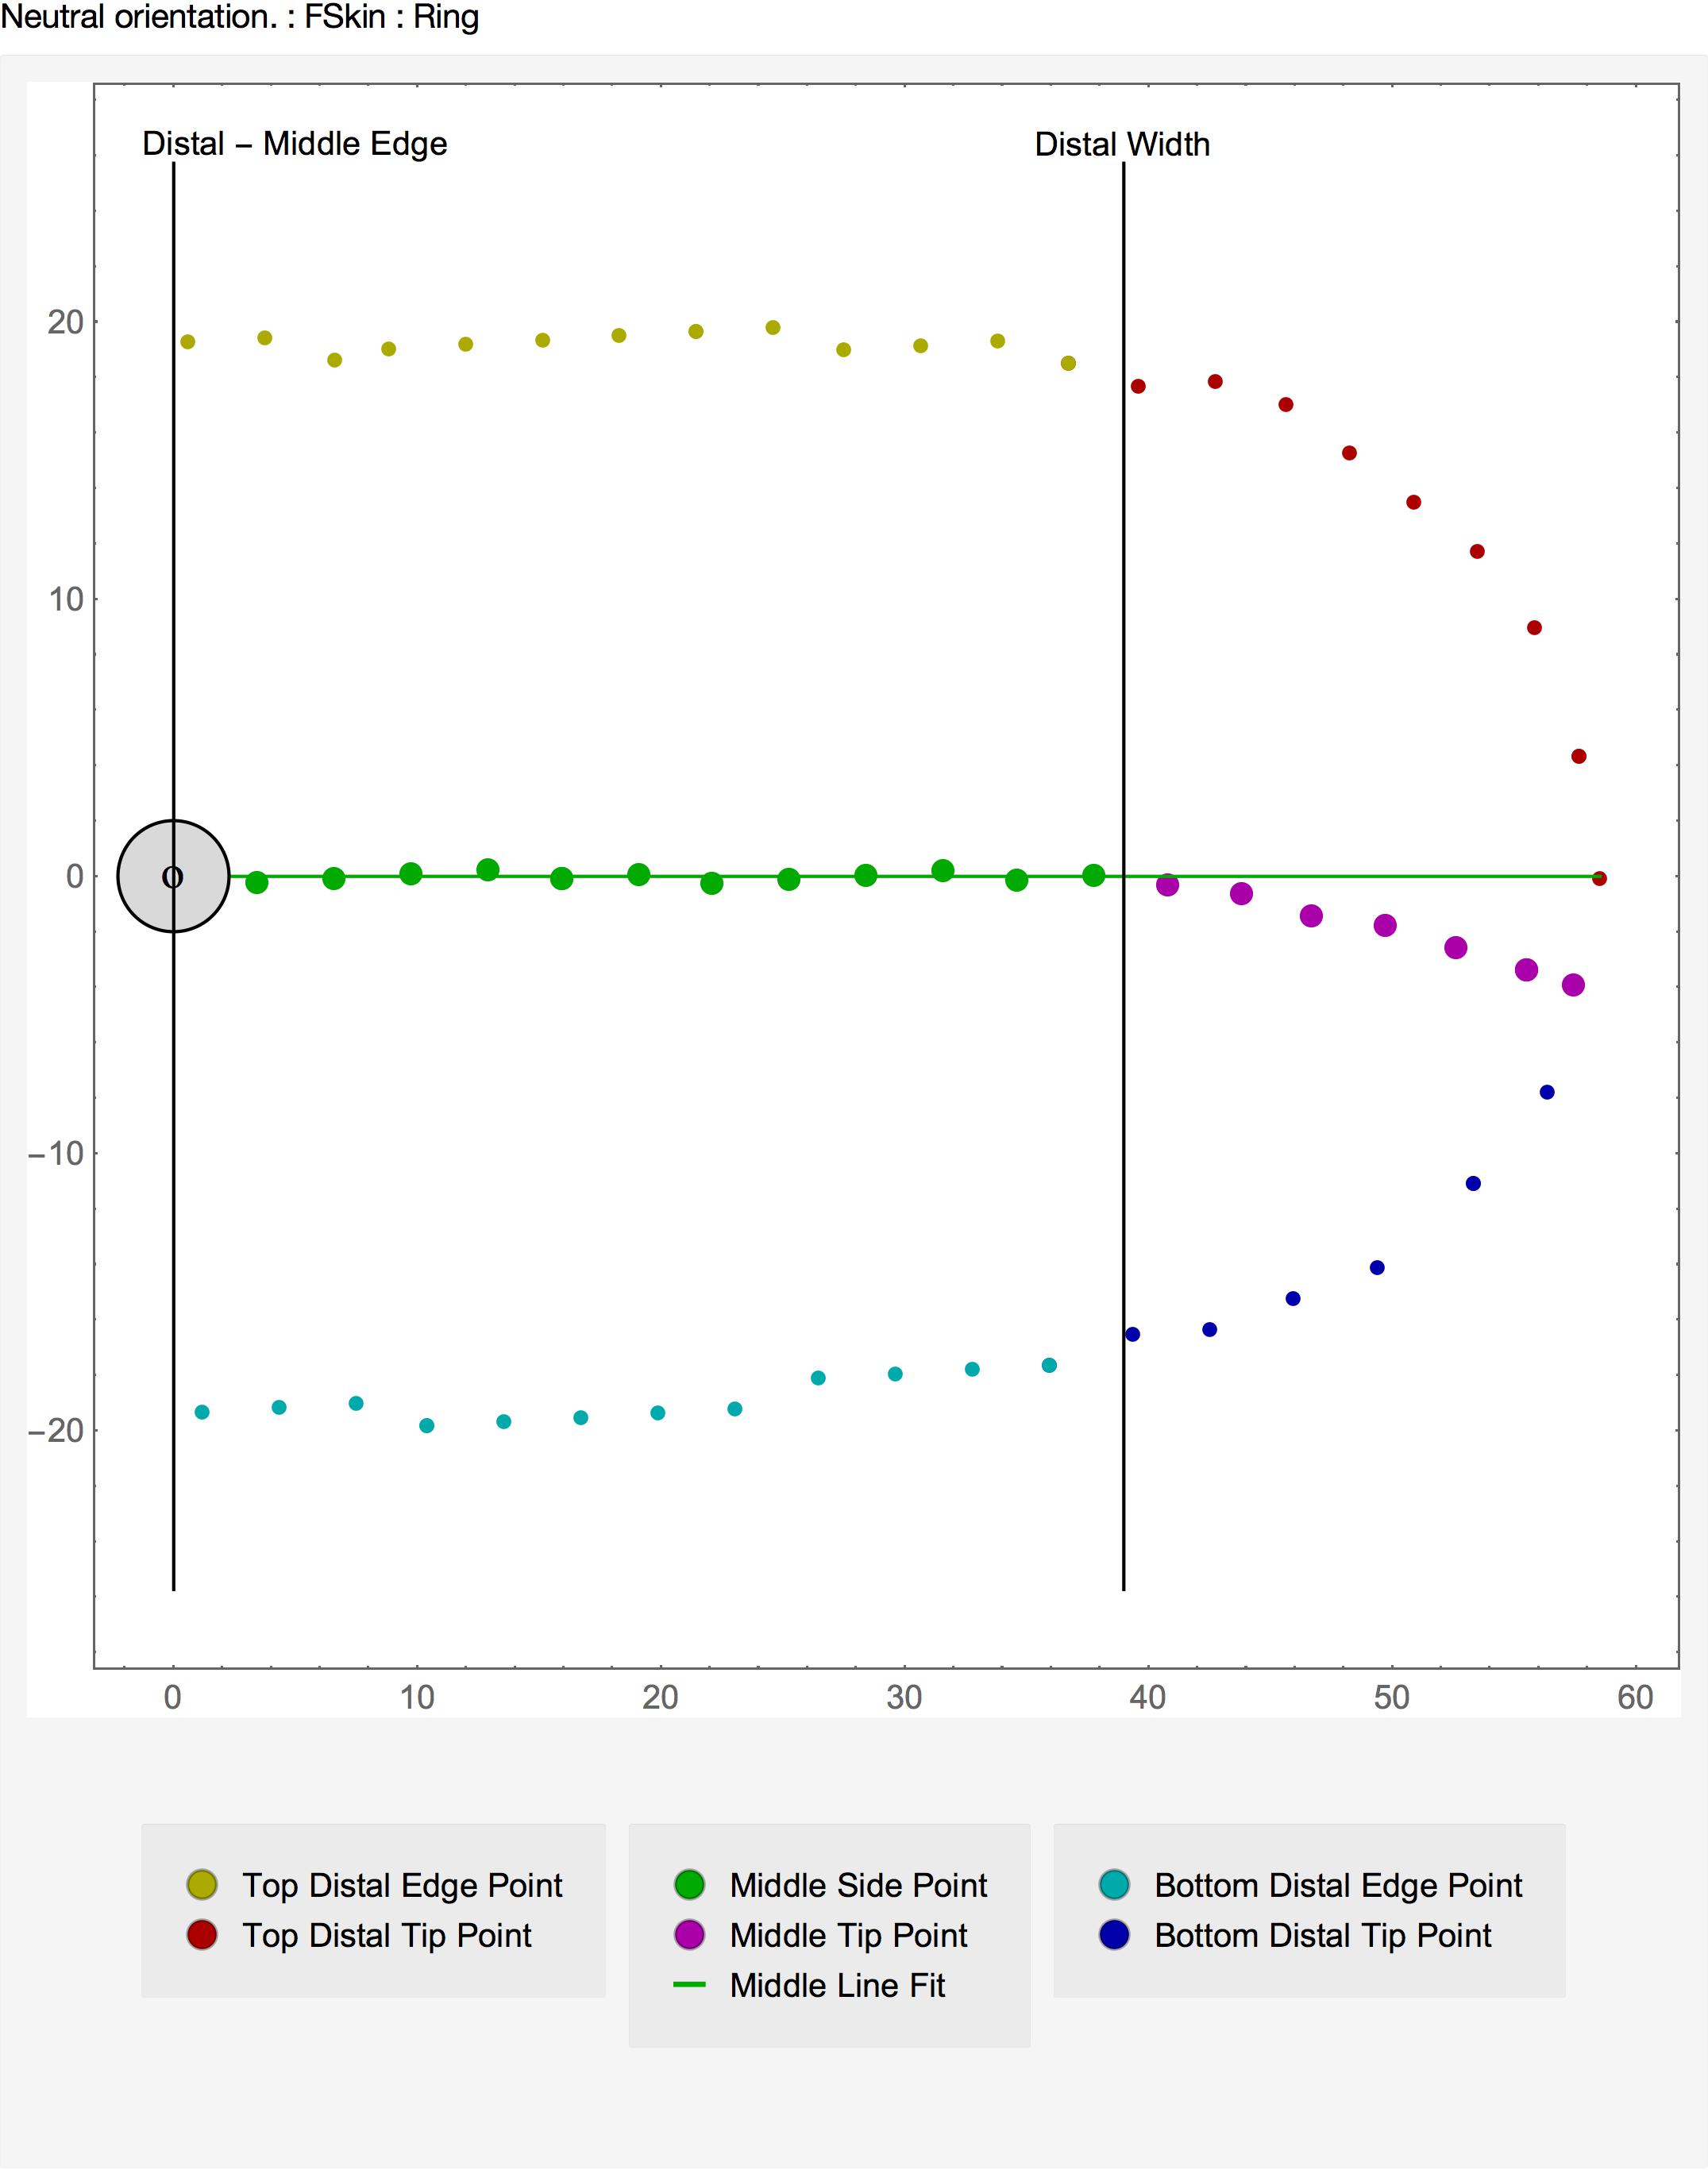 Neutral orientation. : FSkin : Ring
Distal – Middle Edge
Distal Width
20
10
0
−10
−20
o
0 10 20 30 40 50 60
Top Distal Edge Point
Top Distal Tip Point
Middle Side Point
Middle Tip Point
Middle Line Fit
Bottom Distal Edge Point
Bottom Distal Tip Point